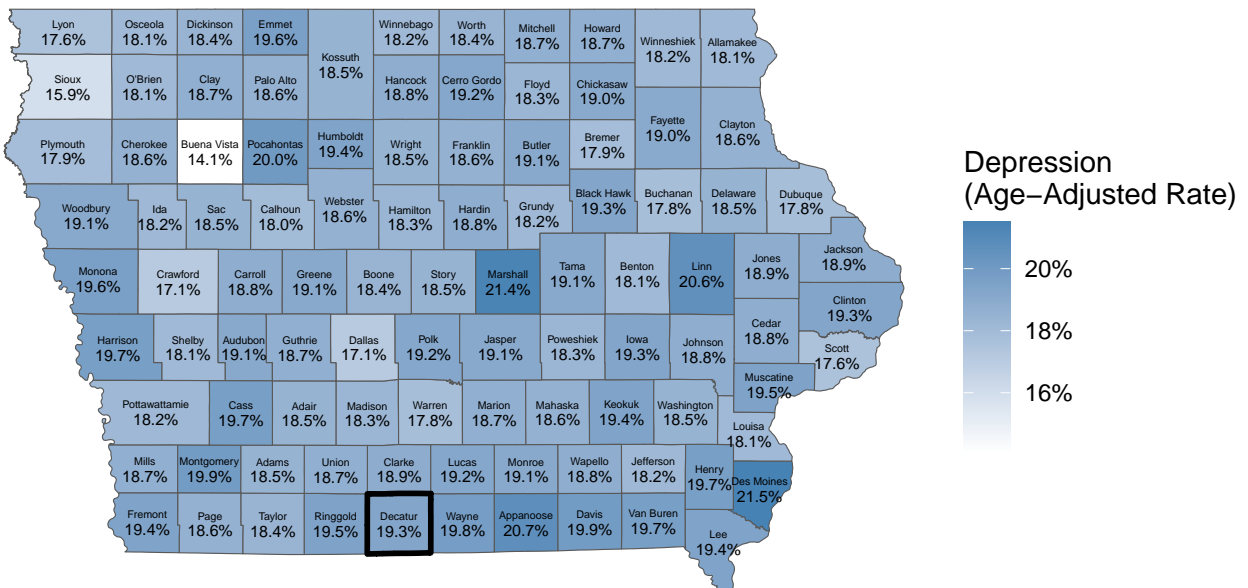 Lyon
17.6%
Osceola
18.1%
Dickinson
18.4%
Emmet
19.6%
Kossuth
18.5%
Winnebago
18.2%
Worth
18.4%
Mitchell
18.7%
Howard
18.7%
Winneshiek
18.2%
Allamakee
18.1%
Sioux
15.9%
O'Brien
18.1%
Clay
18.7%
Palo Alto
18.6%
Hancock
18.8%
Cerro Gordo
19.2%
Floyd
18.3%
Chickasaw
19.0%
Fayette
19.0%
Clayton
18.6%
Plymouth
17.9%
Cherokee
18.6%
Buena Vista
14.1%
Pocahontas
20.0%
Humboldt
19.4%
Wright
18.5%
Franklin
18.6%
Butler
19.1%
Bremer
17.9%
Woodbury
19.1%
Ida
18.2%
Sac
18.5%
Calhoun
18.0%
Webster
18.6%
Hamilton
18.3%
Hardin
18.8%
Grundy
18.2%
Black Hawk
19.3%
Buchanan
17.8%
Delaware
18.5%
Dubuque
17.8%
Monona
19.6%
Crawford
17.1%
Carroll
18.8%
Greene
19.1%
Boone
18.4%
Story
18.5%
Marshall
21.4%
Tama
19.1%
Benton
18.1%
Linn
20.6%
Jones
18.9%
Jackson
18.9%
Clinton
19.3%
Harrison
19.7%
Shelby
18.1%
Audubon
19.1%
Guthrie
18.7%
Dallas
17.1%
Polk
19.2%
Jasper
19.1%
Poweshiek
18.3%
Iowa
19.3%
Johnson
18.8%
Cedar
18.8%
Scott
17.6%
Muscatine
19.5%
Pottawattamie
18.2%
Cass
19.7%
Adair
18.5%
Madison
18.3%
Warren
17.8%
Marion
18.7%
Mahaska
18.6%
Keokuk
19.4%
Washington
18.5%
Louisa
18.1%
Mills
18.7%
Montgomery
19.9%
Adams
18.5%
Union
18.7%
Clarke
18.9%
Lucas
19.2%
Monroe
19.1%
Wapello
18.8%
Jefferson
18.2%
Henry
19.7%
Des Moines
21.5%
Fremont
19.4%
Page
18.6%
Taylor
18.4%
Ringgold
19.5%
Decatur
19.3%
Wayne
19.8%
Appanoose
20.7%
Davis
19.9%
Van Buren
19.7%
Lee
19.4%
Depression
(Age−Adjusted Rate)
20%
18%
16%